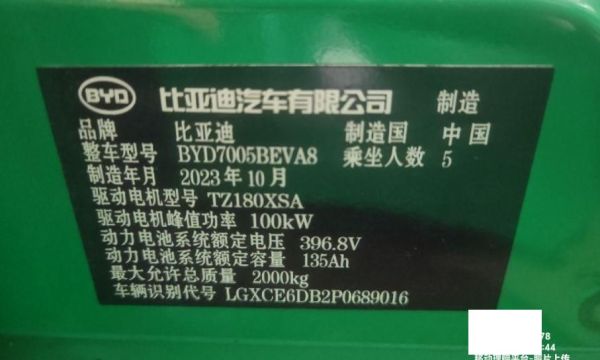 BYD 比亚迪汽车有限公司 制造
品牌 比亚迪 制造国 中国
整车型号 BYD7005BEVA8 乘坐人数 5
制造年月 2023年10月
驱动电机型号 TZ180XSA
驱动电机峰值功率 100kW
动力电池系统额定电压 396.8V
动力电池系统额定容量 135Ah
最大允许总质量 2000kg
车辆识别代号 LGXCE6DB2P0689016
78
:44